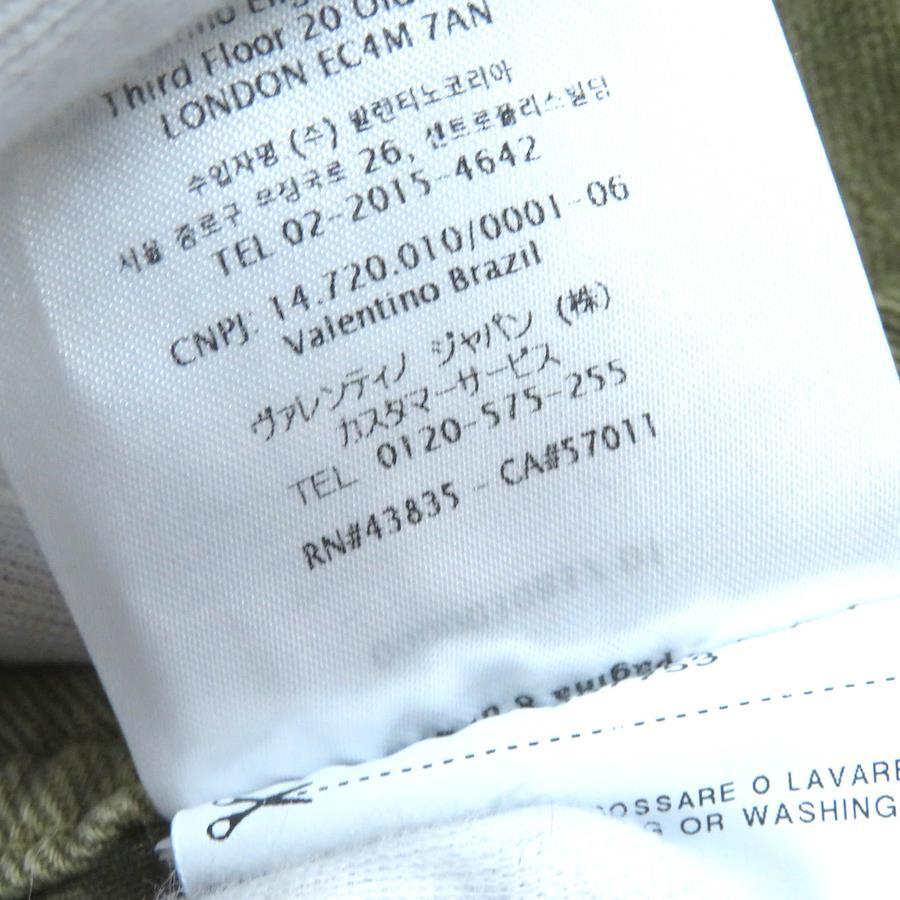 Third Floor 20 Old
LONDON EC4M 7AN
수입자명 (주) 발렌티노코리아
서울 종로구 우정국로 26, 센트로폴리스빌딩
TEL 02-2015-4642
CNPJ: 14.720.010/0001-06
Valentino Brazil
ヴァレンティノ ジャパン (株)
カスタマーサービス
TEL 0120-575-255
RN#43835 - CA#57011
OSSARE O LAVARE
OR WASHING